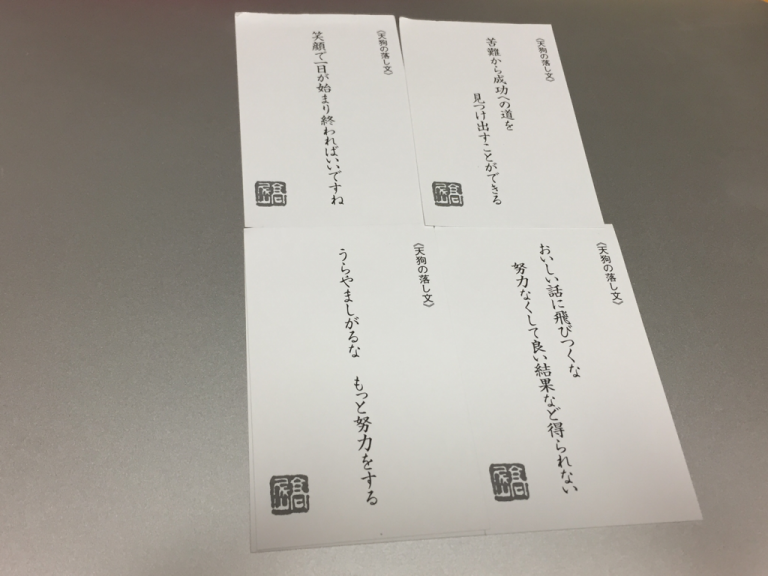 〈天狗の落し文〉
苦難から成功への道を
見つけ出すことができる
〈天狗の落し文〉
笑顔で一日が始まり終わればいいですね
〈天狗の落し文〉
おいしい話に飛びつくな
努力なくして良い結果など得られない
〈天狗の落し文〉
うらやましがるな　もっと努力をする